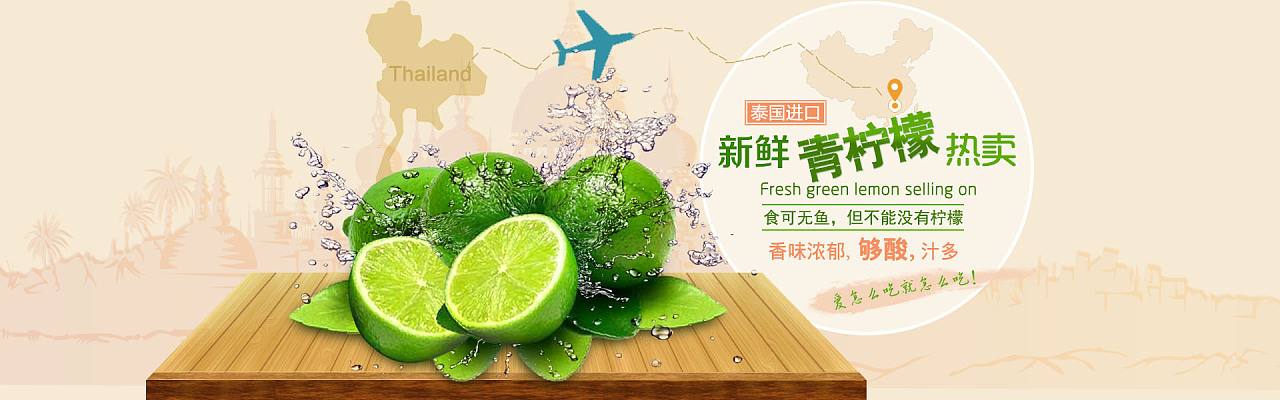 Thailand
泰国进口
新鲜青柠檬热卖
Fresh green lemon selling on
食可无鱼，但不能没有柠檬
香味浓郁, 够酸, 汁多
爱怎么吃就怎么吃!